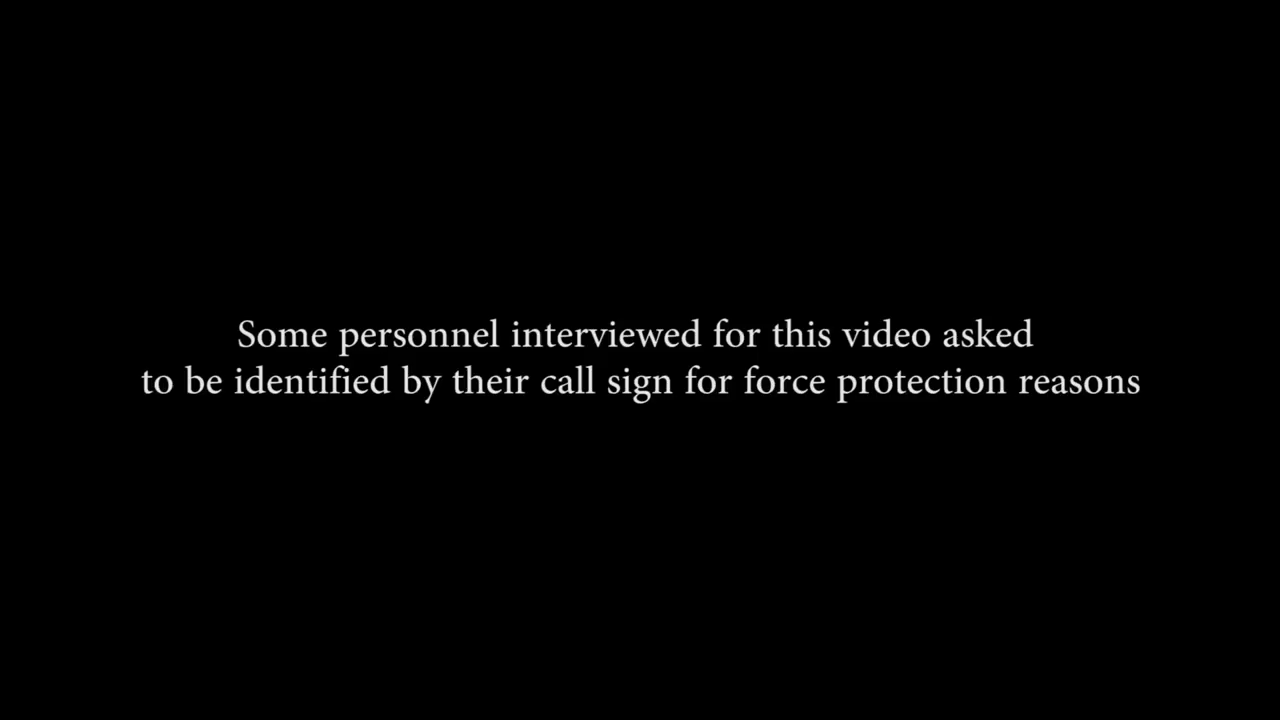 Some personnel interviewed for this video asked
to be identified by their call sign for force protection reasons